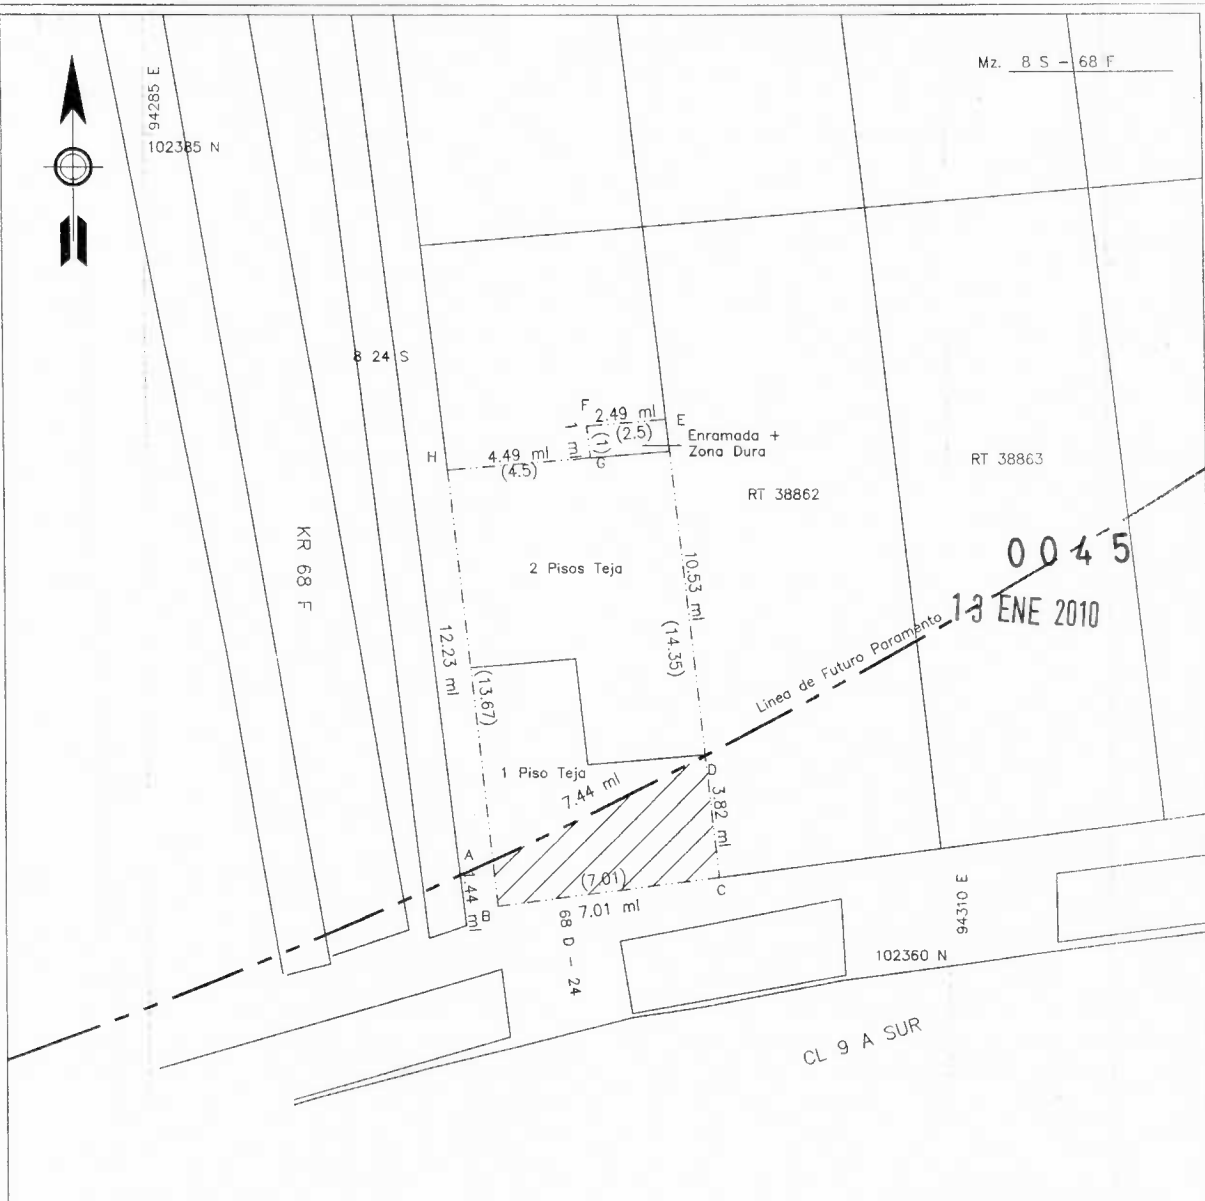 Mz. 8 S - 68 F
94285 E
102385 N
8 24 S
F
2.49 ml
E
(2.5)
1 ml
(1)
G
Enramada +
Zona Dura
H
4.49 ml
(4.5)
RT 38863
RT 38862
KR 68 F
2 Pisos Teja
10.53 ml
(14.35)
0045
13 ENE 2010
Linea de Futuro Paramento
12.23 ml
(13.67)
1 Piso Teja
7.44 ml
D
3.82 ml
A
1.44 ml
B
(7.01)
7.01 ml
C
68 D - 24
94310 E
102360 N
CL 9 A SUR